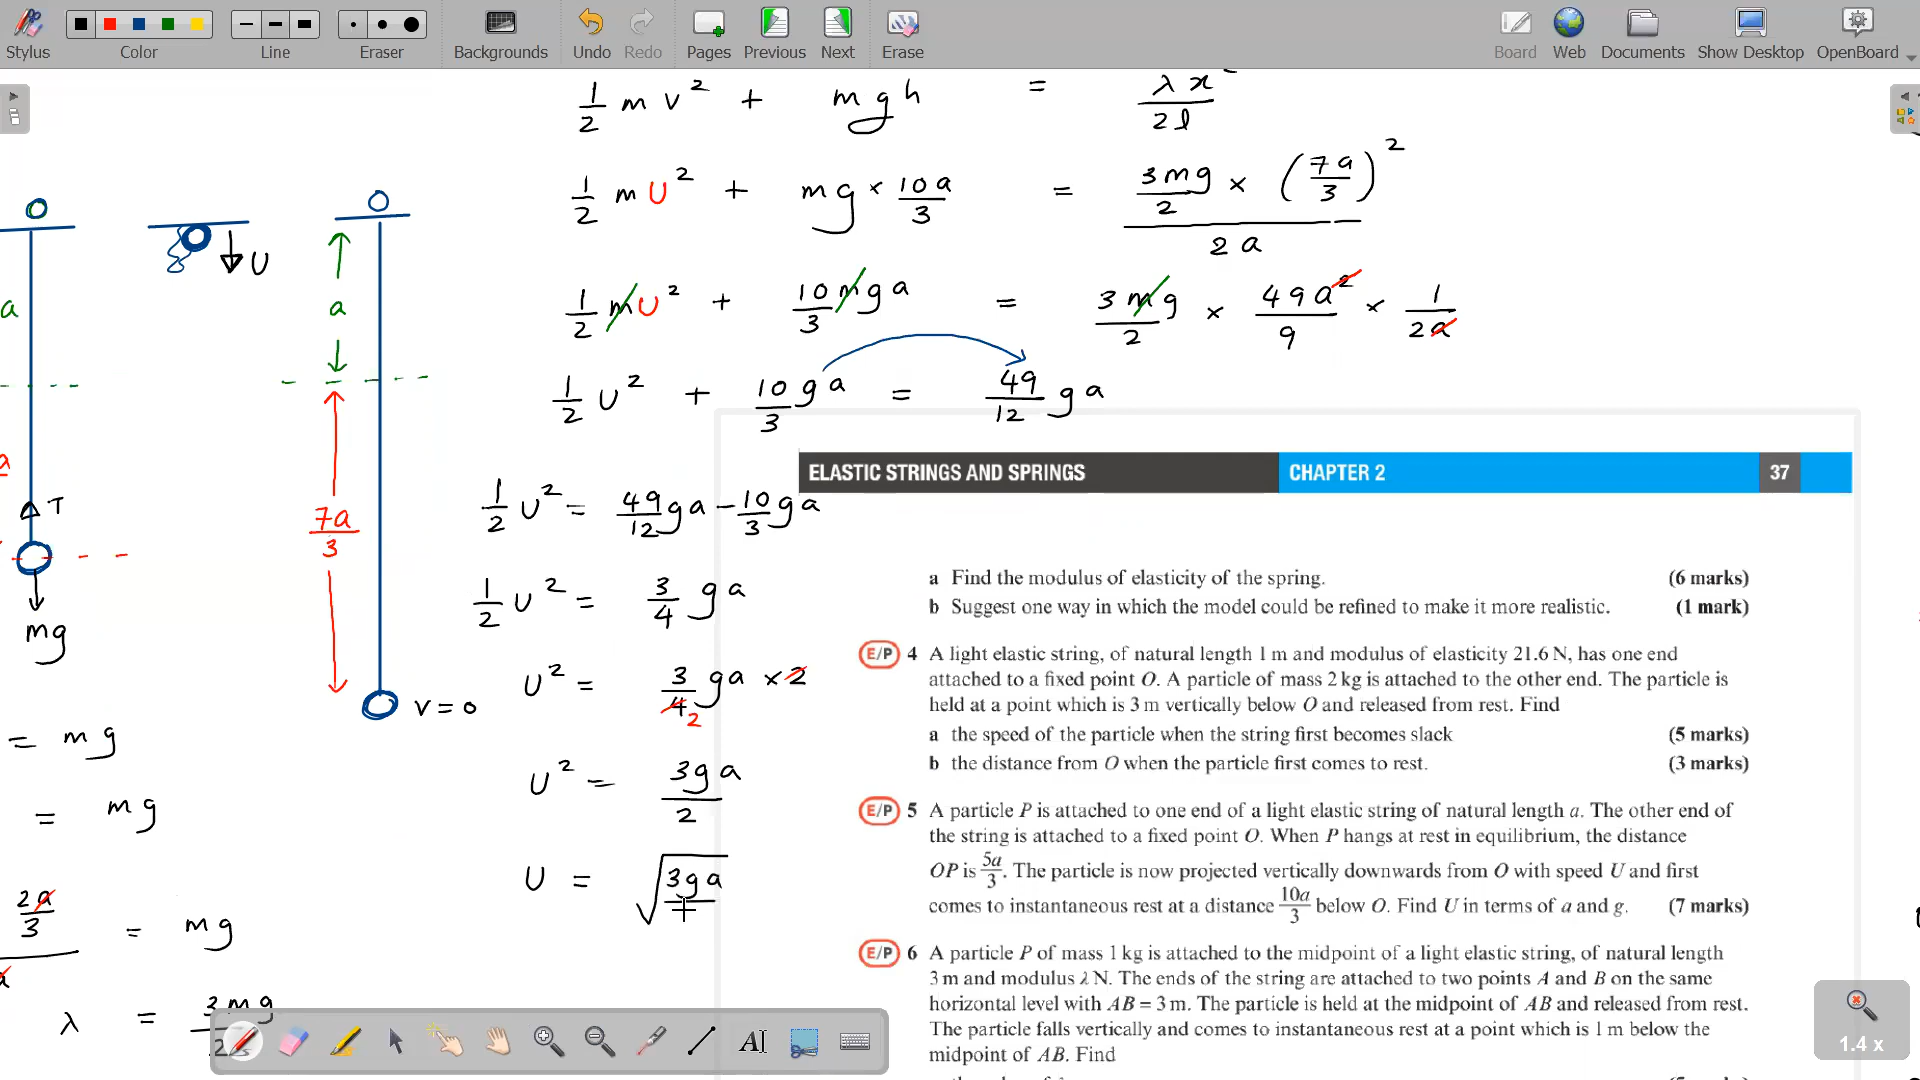 Stylus Color Line Eraser Backgrounds Undo Redo Pages Previous Next Erase Board Web Documents Show Desktop OpenBoard
1/2 m v² + mgh = λx²/2l
1/2 m U² + mg × 10a/3 = 3mg/2 × (7a/3)² / 2a
1/2 mU² + 10/3 mga = 3mg/2 × 49a²/9 × 1/2a
1/2 U² + 10/3 ga = 49/12 ga
1/2 U² = 49/12 ga − 10/3 ga
1/2 U² = 3/4 ga
U² = 3/4 ga × 2
2
U² = 3ga/2
U = √3ga
O
a
a
T
mg
U
O
a
7a/3
v = 0
= mg
= mg
2a/3 = mg
λ = 3mg/2
ELASTIC STRINGS AND SPRINGS CHAPTER 2 37
a Find the modulus of elasticity of the spring. (6 marks)
b Suggest one way in which the model could be refined to make it more realistic. (1 mark)
E/P 4 A light elastic string, of natural length 1 m and modulus of elasticity 21.6 N, has one end
attached to a fixed point O. A particle of mass 2 kg is attached to the other end. The particle is
held at a point which is 3 m vertically below O and released from rest. Find
a the speed of the particle when the string first becomes slack (5 marks)
b the distance from O when the particle first comes to rest. (3 marks)
E/P 5 A particle P is attached to one end of a light elastic string of natural length a. The other end of
the string is attached to a fixed point O. When P hangs at rest in equilibrium, the distance
OP is 5a/3. The particle is now projected vertically downwards from O with speed U and first
comes to instantaneous rest at a distance 10a/3 below O. Find U in terms of a and g. (7 marks)
E/P 6 A particle P of mass 1 kg is attached to the midpoint of a light elastic string, of natural length
3 m and modulus λ N. The ends of the string are attached to two points A and B on the same
horizontal level with AB = 3 m. The particle is held at the midpoint of AB and released from rest.
The particle falls vertically and comes to instantaneous rest at a point which is 1 m below the
midpoint of AB. Find
1.4 x